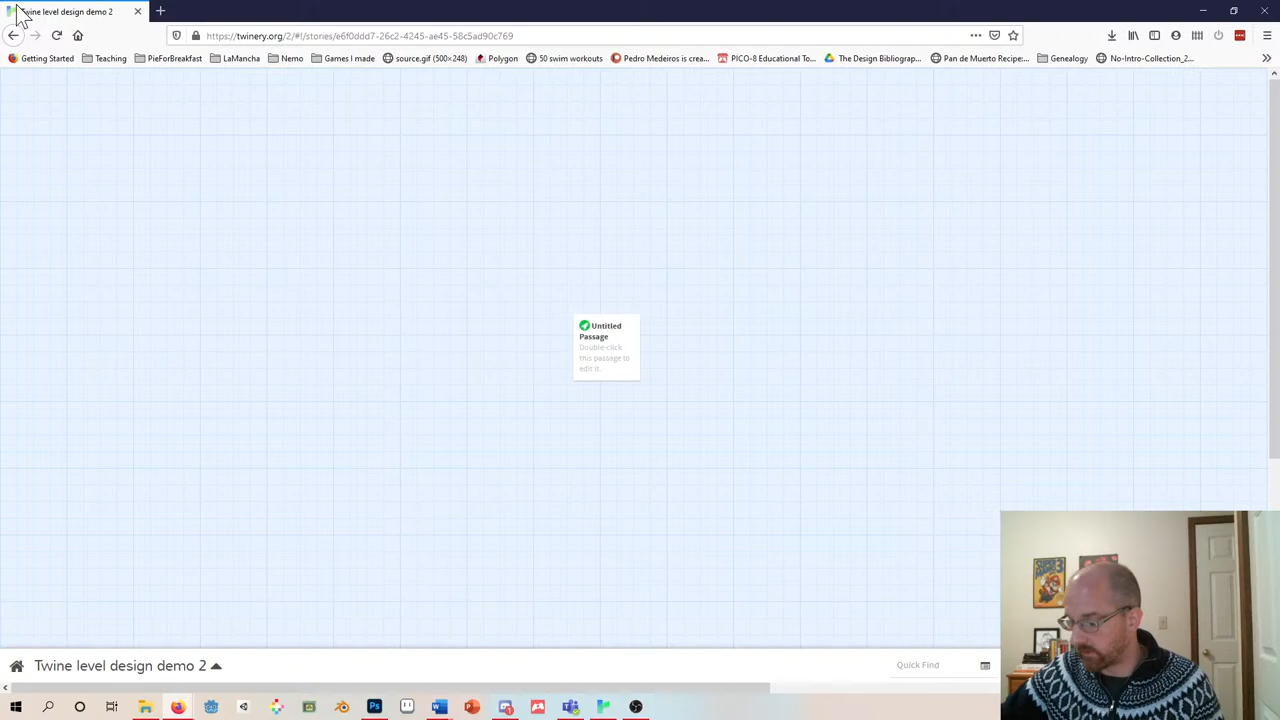 Twine level design demo 2
https://twinery.org/2/#!/stories/e6f0ddd7-26c2-4245-ae45-58c5ad90c769
Getting Started Teaching PieForBreakfast LaMancha Nemo Games I made source.gif (500×248) Polygon 50 swim workouts Pedro Medeiros is crea... PICO-8 Educational To... The Design Bibliograp... Pan de Muerto Recipe:... Genealogy No-Intro-Collection_2...
Untitled
Passage
Double-click
this passage to
edit it.
Twine level design demo 2
Quick Find